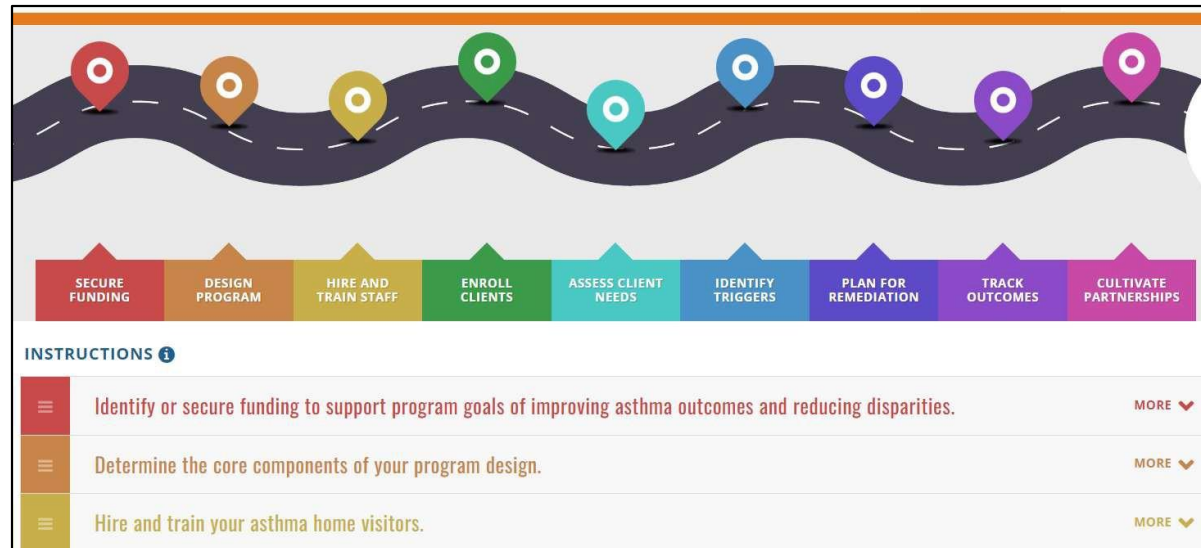 SECURE
FUNDING
DESIGN
PROGRAM
HIRE AND
TRAIN STAFF
ENROLL
CLIENTS
ASSESS CLIENT
NEEDS
IDENTIFY
TRIGGERS
PLAN FOR
REMEDIATION
TRACK
OUTCOMES
CULTIVATE
PARTNERSHIPS
INSTRUCTIONS
Identify or secure funding to support program goals of improving asthma outcomes and reducing disparities. MORE
Determine the core components of your program design. MORE
Hire and train your asthma home visitors. MORE